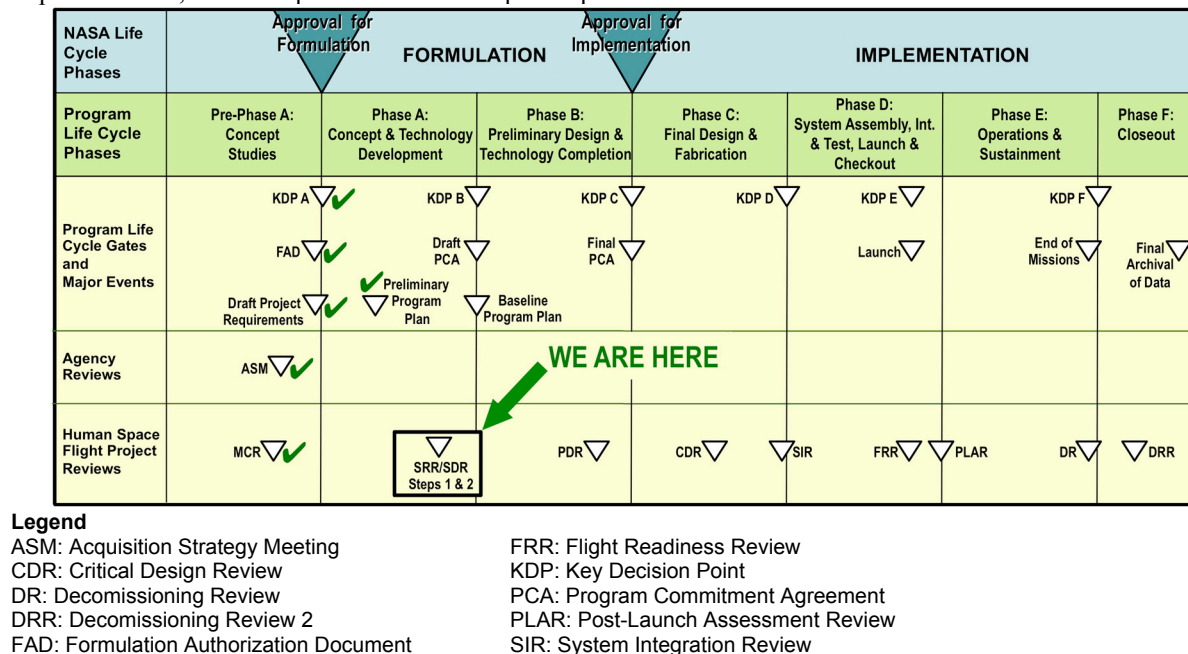 Approval for
Formulation
Approval for
Implementation
NASA Life
Cycle
Phases
FORMULATION
IMPLEMENTATION
Program
Life Cycle
Phases
Pre-Phase A:
Concept
Studies
Phase A:
Concept & Technology
Development
Phase B:
Preliminary Design &
Technology Completion
Phase C:
Final Design &
Fabrication
Phase D:
System Assembly, Int.
& Test, Launch &
Checkout
Phase E:
Operations &
Sustainment
Phase F:
Closeout
Program Life
Cycle Gates
and
Major Events
KDP A
KDP B
KDP C
KDP D
KDP E
KDP F
FAD
Draft
PCA
Final
PCA
Launch
End of
Missions
Final
Archival
of Data
Draft Project
Requirements
Preliminary
Program
Plan
Baseline
Program Plan
Agency
Reviews
ASM
WE ARE HERE
Human Space
Flight Project
Reviews
MCR
SRR/SDR
Steps 1 & 2
PDR
CDR
SIR
FRR
PLAR
DR
DRR
Legend
ASM: Acquisition Strategy Meeting
CDR: Critical Design Review
DR: Decomissioning Review
DRR: Decomissioning Review 2
FAD: Formulation Authorization Document
FRR: Flight Readiness Review
KDP: Key Decision Point
PCA: Program Commitment Agreement
PLAR: Post-Launch Assessment Review
SIR: System Integration Review